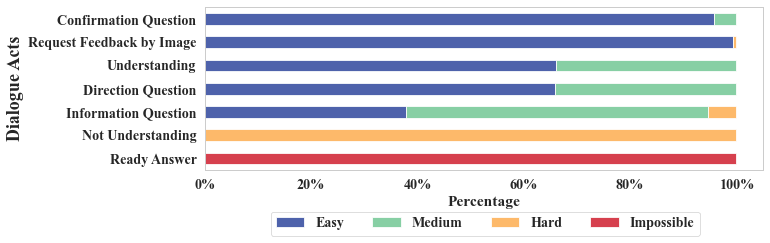 Dialogue Acts
Confirmation Question
Request Feedback by Image
Understanding
Direction Question
Information Question
Not Understanding
Ready Answer
0% 20% 40% 60% 80% 100%
Percentage
Easy Medium Hard Impossible